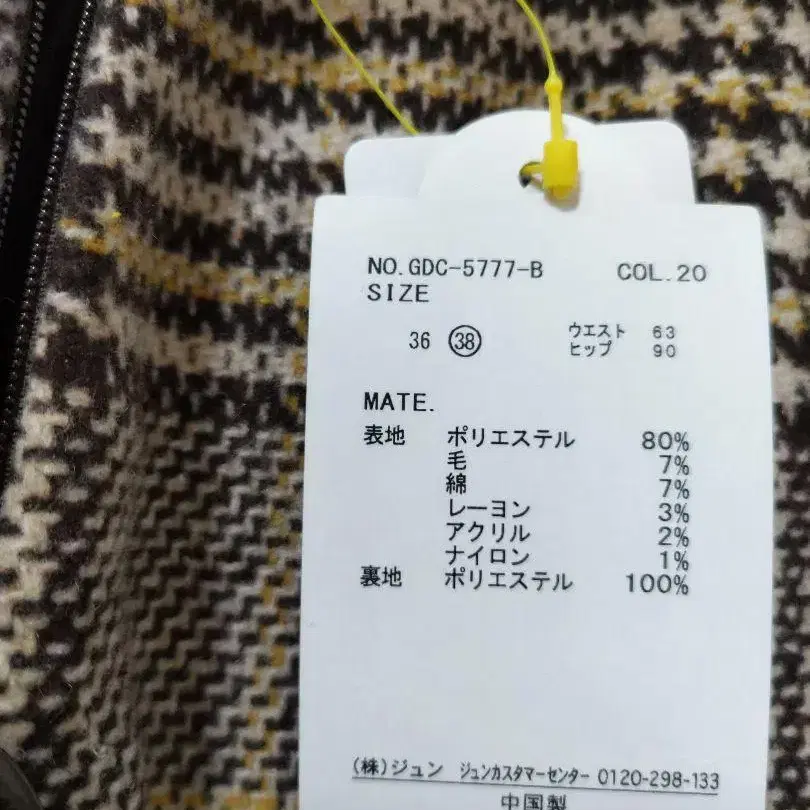 NO.GDC-5777-B COL.20
SIZE
36 38 ウエスト 63
ヒップ 90
MATE.
表地 ポリエステル 80%
毛 7%
綿 7%
レーヨン 3%
アクリル 2%
ナイロン 1%
裏地 ポリエステル 100%
(株)ジュン ジュンカスタマーセンター 0120-298-133
中国製